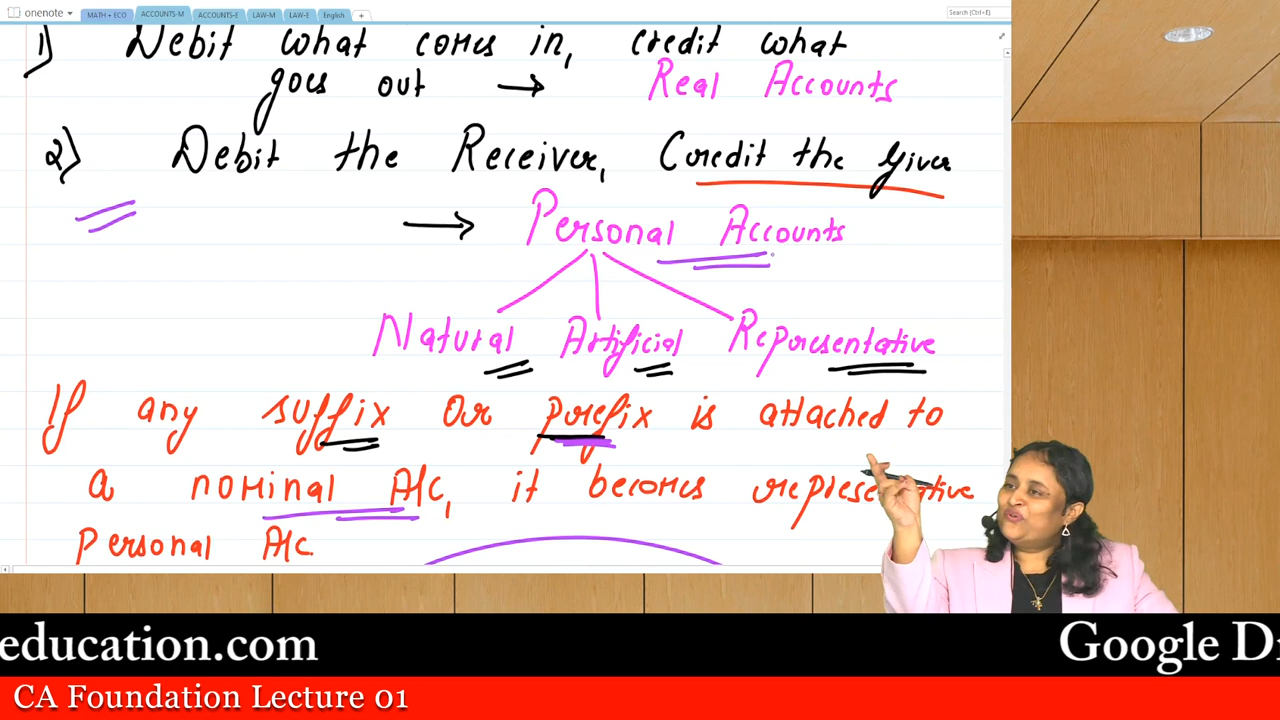 onenote
MATH + ECO
ACCOUNTS-M
ACCOUNTS-E
LAW-M
LAW-E
English
Search (Ctrl+E)
1) Debit what comes in, credit what
goes out → Real Accounts
2) Debit the Receiver, Credit the Giver
→ Personal Accounts
Natural Artificial Representative
If any suffix Or prefix is attached to
a nominal A/C, it becomes representative
Personal A/C
education.com
Google D
CA Foundation Lecture 01